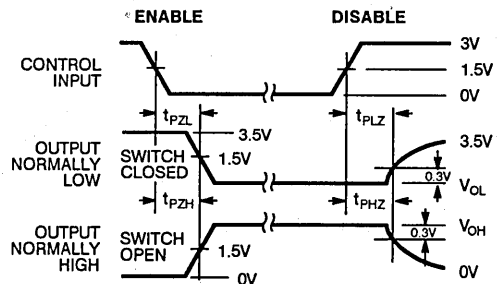 ENABLE
DISABLE
CONTROL
INPUT
3V
1.5V
0V
tPZL
tPLZ
OUTPUT
NORMALLY
LOW
SWITCH
CLOSED
3.5V
1.5V
3.5V
0.3V
VOL
tPZH
tPHZ
OUTPUT
NORMALLY
HIGH
SWITCH
OPEN
1.5V
0V
VOH
0.3V
0V